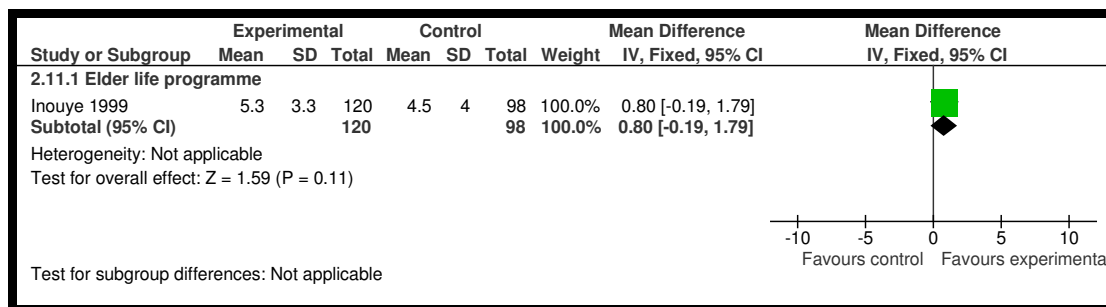 Experimental Control Mean Difference Mean Difference
Study or Subgroup Mean SD Total Mean SD Total Weight IV, Fixed, 95% CI IV, Fixed, 95% CI
2.11.1 Elder life programme
Inouye 1999 5.3 3.3 120 4.5 4 98 100.0% 0.80 [-0.19, 1.79]
Subtotal (95% CI) 120 98 100.0% 0.80 [-0.19, 1.79]
Heterogeneity: Not applicable
Test for overall effect: Z = 1.59 (P = 0.11)
-10 -5 0 5 10
Favours control Favours experimenta
Test for subgroup differences: Not applicable